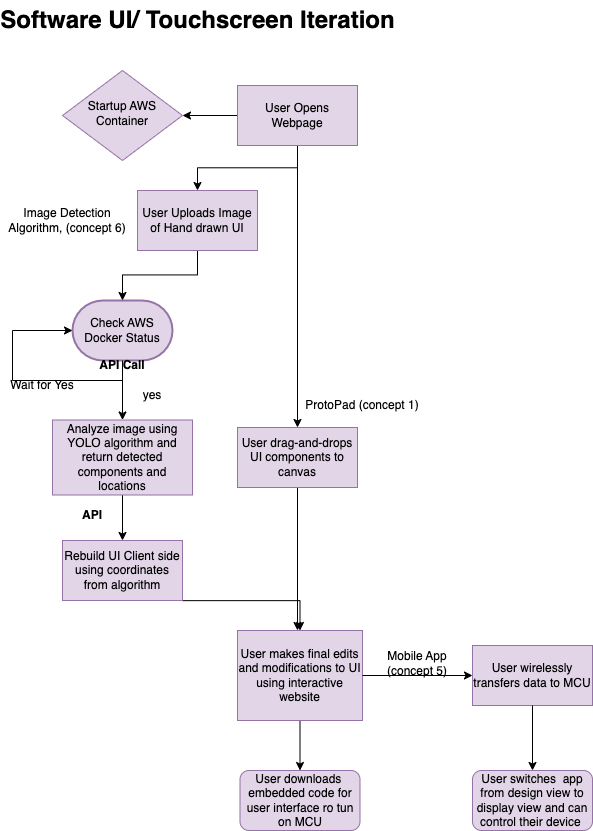 Software UI/ Touchscreen Iteration
Startup AWS
Container
User Opens
Webpage
Image Detection
Algorithm, (concept 6)
User Uploads Image
of Hand drawn UI
Check AWS
Docker Status
API Call
Wait for Yes
yes
ProtoPad (concept 1)
Analyze image using
YOLO algorithm and
return detected
components and
locations
User drag-and-drops
UI components to
canvas
API
Rebuild UI Client side
using coordinates
from algorithm
User makes final edits
and modifications to UI
using interactive
website
Mobile App
(concept 5)
User wirelessly
transfers data to MCU
User downloads
embedded code for
user interface ro tun
on MCU
User switches  app
from design view to
display view and can
control their device